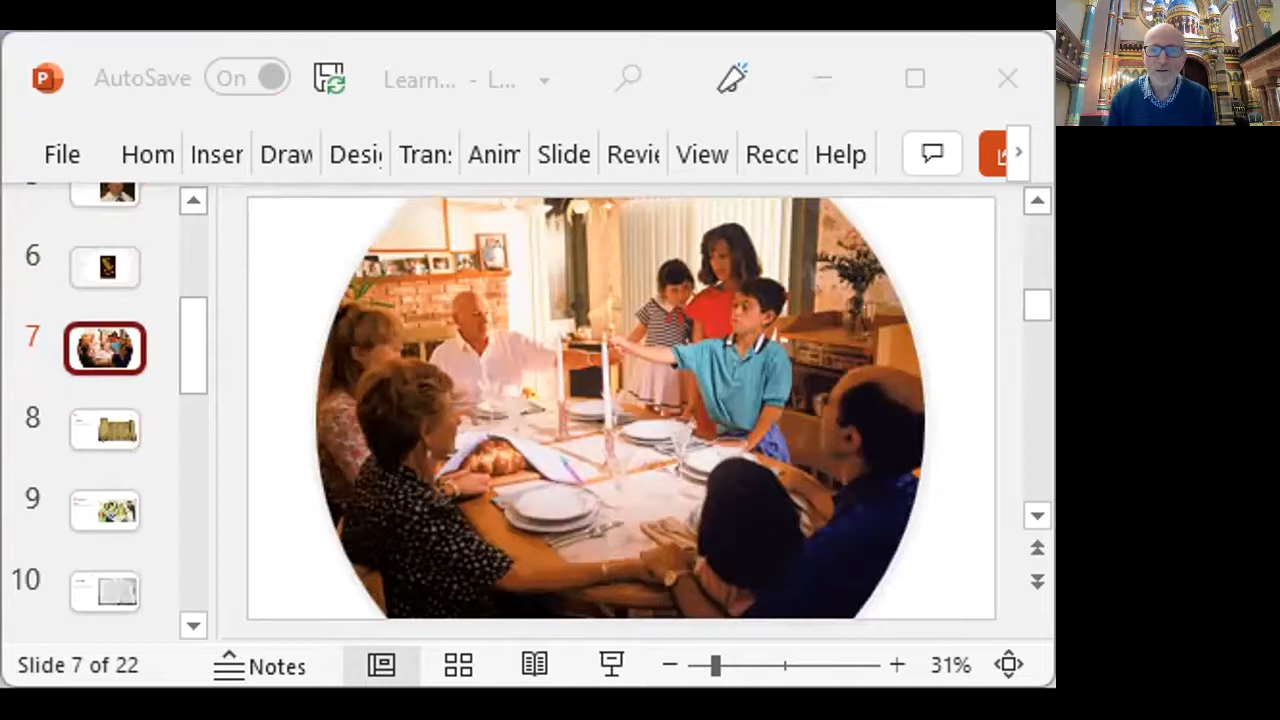 AutoSave On Learn... - L...
File Hom Inser Draw Desi Tran: Anim Slide Revie View Recc Help
6
7
8
9
10
Slide 7 of 22 Notes 31%